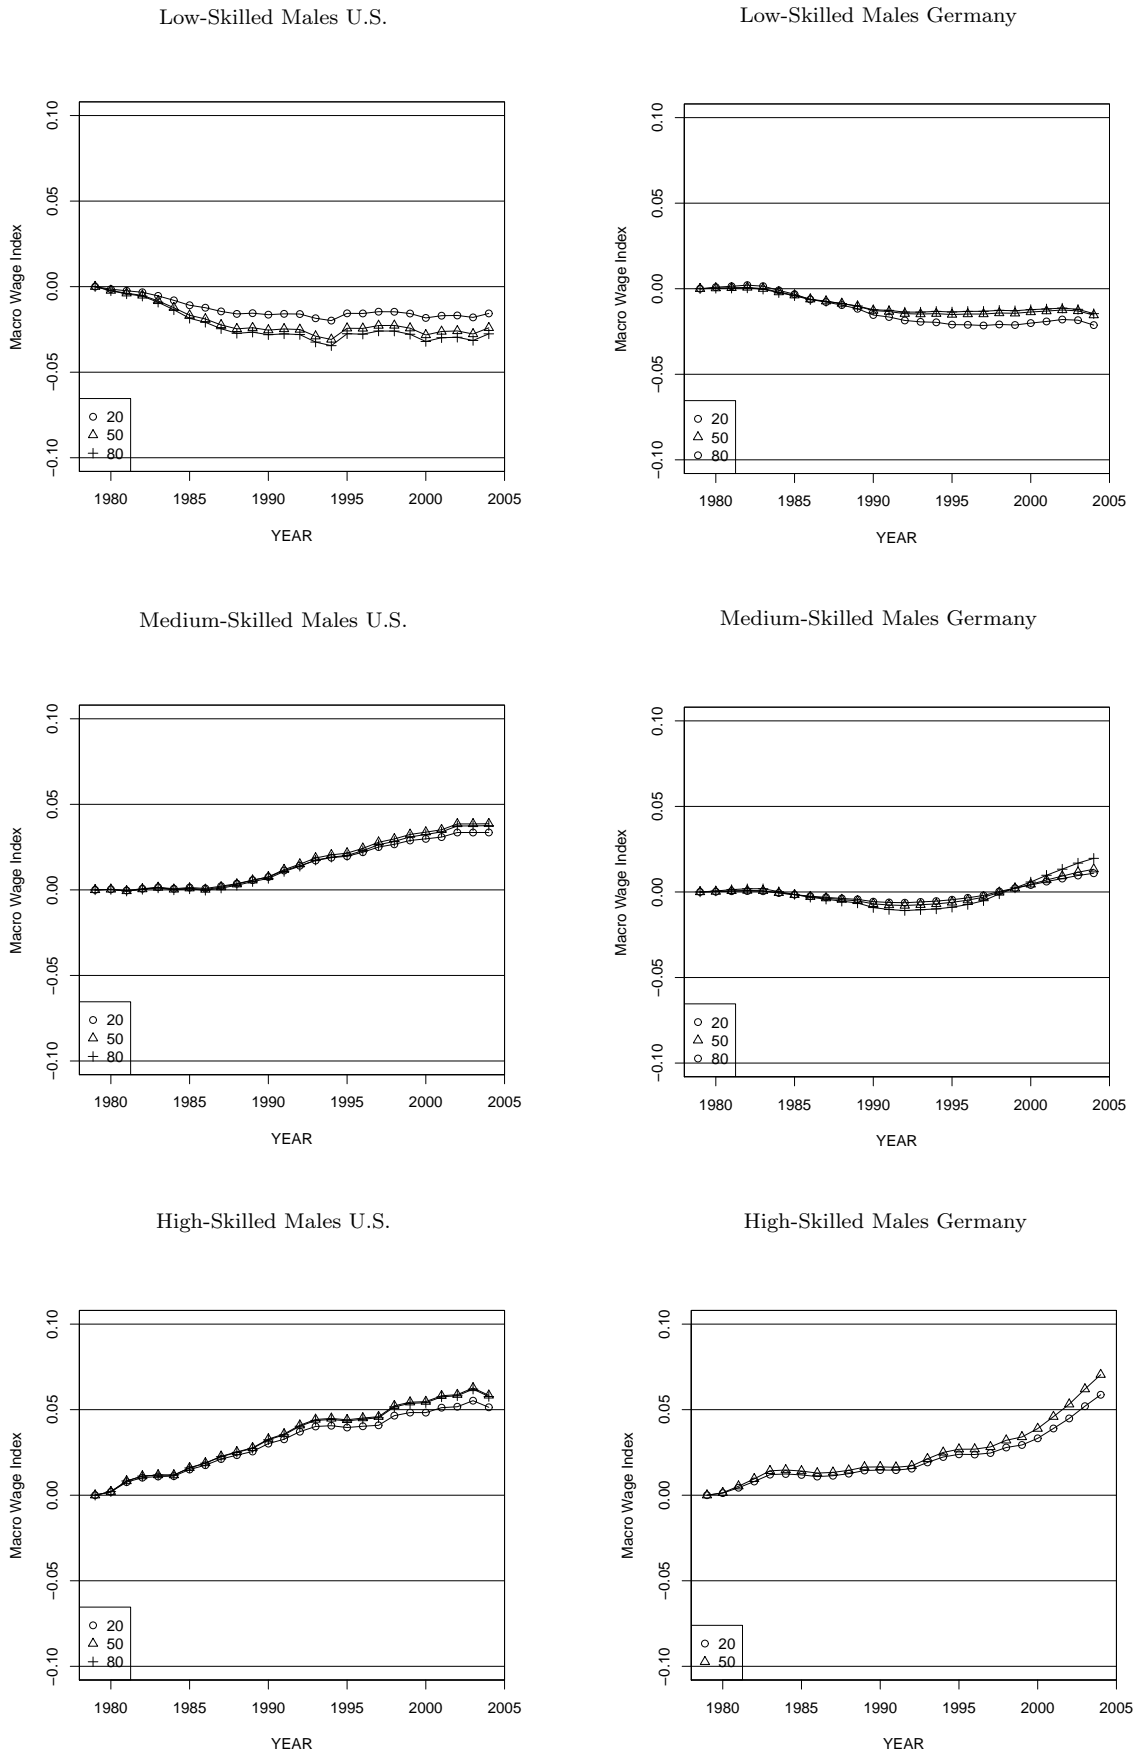 Low-Skilled Males U.S.
Macro Wage Index
0.10
0.05
0.00
−0.05
−0.10
20
50
80
1980 1985 1990 1995 2000 2005
YEAR
Low-Skilled Males Germany
Macro Wage Index
0.10
0.05
0.00
−0.05
−0.10
20
50
80
1980 1985 1990 1995 2000 2005
YEAR
Medium-Skilled Males U.S.
Macro Wage Index
0.10
0.05
0.00
−0.05
−0.10
20
50
80
1980 1985 1990 1995 2000 2005
YEAR
Medium-Skilled Males Germany
Macro Wage Index
0.10
0.05
0.00
−0.05
−0.10
20
50
80
1980 1985 1990 1995 2000 2005
YEAR
High-Skilled Males U.S.
Macro Wage Index
0.10
0.05
0.00
−0.05
−0.10
20
50
80
1980 1985 1990 1995 2000 2005
YEAR
High-Skilled Males Germany
Macro Wage Index
0.10
0.05
0.00
−0.05
−0.10
20
50
1980 1985 1990 1995 2000 2005
YEAR